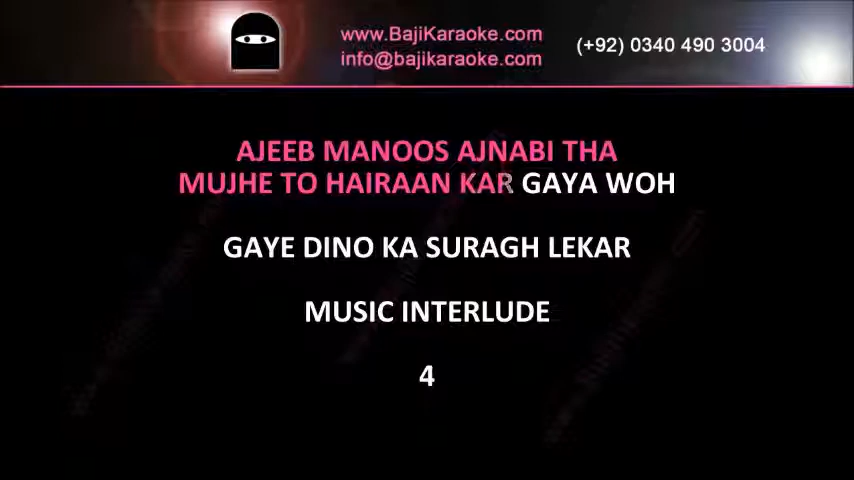 www.BajiKaraoke.com
info@bajikaraoke.com
(+92) 0340 490 3004
AJEEB MANOOS AJNABI THA
MUJHE TO HAIRAAN KAR GAYA WOH
GAYE DINO KA SURAGH LEKAR
MUSIC INTERLUDE
4